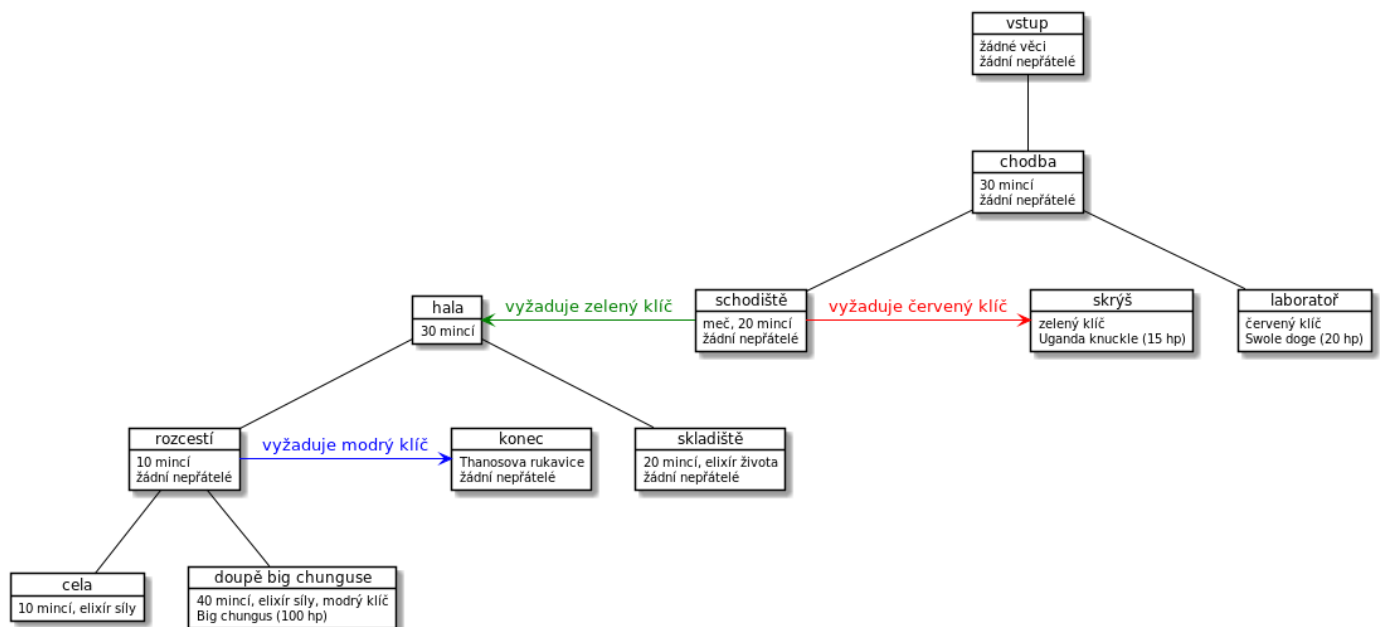 vstup
žádné věci
žádní nepřátelé
chodba
30 mincí
žádní nepřátelé
hala
30 mincí
vyžaduje zelený klíč
schodiště
meč, 20 mincí
žádní nepřátelé
vyžaduje červený klíč
skrýš
zelený klíč
Uganda knuckle (15 hp)
laboratoř
červený klíč
Swole doge (20 hp)
rozcestí
10 mincí
žádní nepřátelé
vyžaduje modrý klíč
konec
Thanosova rukavice
žádní nepřátelé
skladiště
20 mincí, elixír života
žádní nepřátelé
cela
10 mincí, elixír síly
doupě big chunguse
40 mincí, elixír síly, modrý klíč
Big chungus (100 hp)